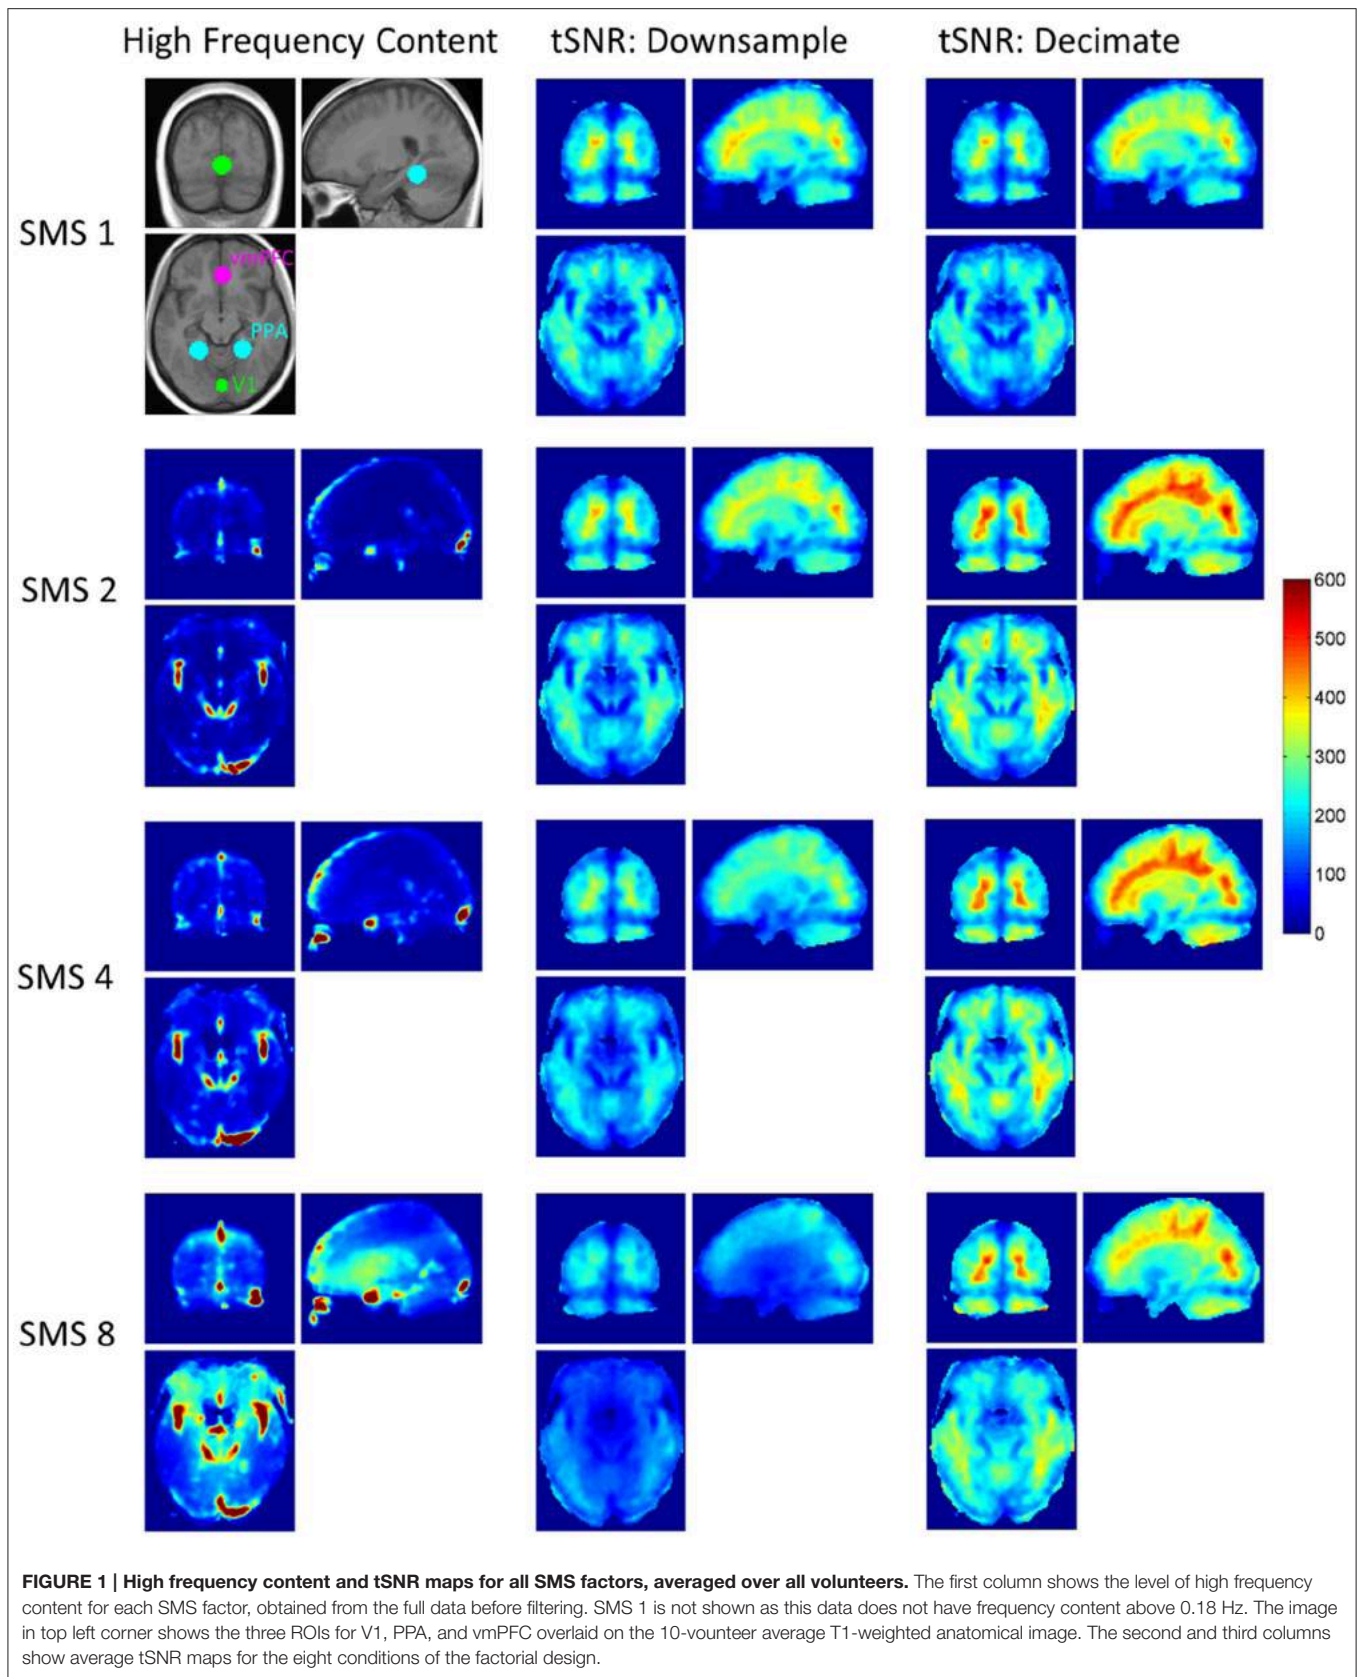 High Frequency Content
tSNR: Downsample
tSNR: Decimate
SMS 1
vmPFC
PPA
V1
SMS 2
600
500
400
300
200
100
0
SMS 4
SMS 8
FIGURE 1 | High frequency content and tSNR maps for all SMS factors, averaged over all volunteers. The first column shows the level of high frequency
content for each SMS factor, obtained from the full data before filtering. SMS 1 is not shown as this data does not have frequency content above 0.18 Hz. The image
in top left corner shows the three ROIs for V1, PPA, and vmPFC overlaid on the 10-vounteer average T1-weighted anatomical image. The second and third columns
show average tSNR maps for the eight conditions of the factorial design.